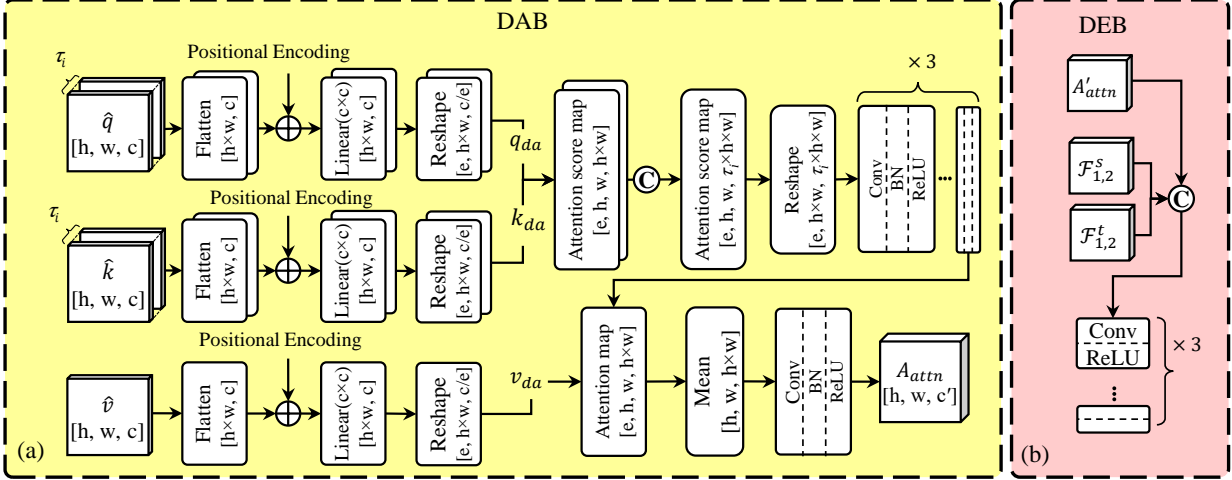 DAB
τᵢ
Positional Encoding
q̂
[h, w, c]
Flatten
[h×w, c]
Linear(c×c)
[h×w, c]
Reshape
[e, h×w, c/e]
q_da
τᵢ
Positional Encoding
k̂
[h, w, c]
Flatten
[h×w, c]
Linear(c×c)
[h×w, c]
Reshape
[e, h×w, c/e]
k_da
Attention score map
[e, h, w, h×w]
C
Attention score map
[e, h, w, τᵢ×h×w]
Reshape
[e, h×w, τᵢ×h×w]
× 3
Conv
BN
ReLU
...
Positional Encoding
v̂
[h, w, c]
Flatten
[h×w, c]
Linear(c×c)
[h×w, c]
Reshape
[e, h×w, c/e]
v_da
Attention map
[e, h, w, h×w]
Mean
[h, w, h×w]
Conv
BN
ReLU
A_attn
[h, w, c′]
(a)
DEB
A′_attn
ℱ^s_1,2
ℱ^t_1,2
C
Conv
ReLU
× 3
...
(b)